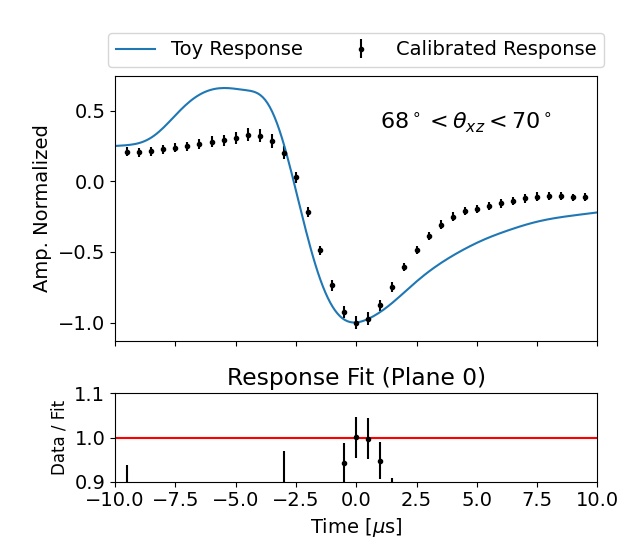 Toy Response Calibrated Response
68° < θxz < 70°
Amp. Normalized
0.5
0.0
−0.5
−1.0
Response Fit (Plane 0)
Data / Fit
1.1
1.0
0.9
−10.0 −7.5 −5.0 −2.5 0.0 2.5 5.0 7.5 10.0
Time [μs]